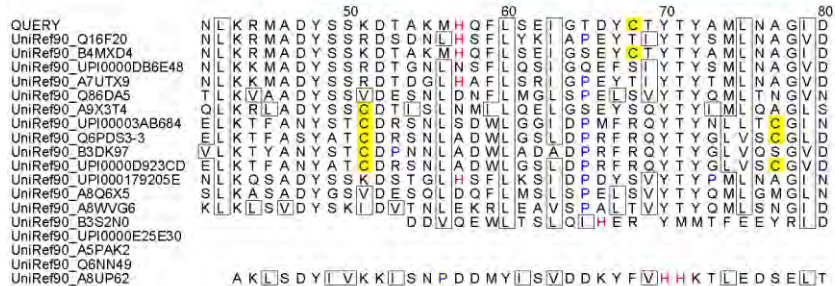 50 60 70 80
QUERY N L K R M A D Y S S K D T A K M H Q F L S E I G T D Y C T Y T Y A M L N A G I D
UniRef90_Q16F20 N L K R M A D Y S S R D S D N L H S F L Y K I A P E Y T I Y T Y A M L N A G V D
UniRef90_B4MXD4 N L K K M A D Y S S K D T A K M H Q F L S E I G S E Y C T Y T Y A M L N A G I D
UniRef90_UPI0000DB6E48 N L K K M A D Y S S R D T G N L N S F L Q S I G Q E F S I Y T Y A M L N A G V D
UniRef90_A7UTX9 N L K K M A D Y S S R D T D G L H A F L S R I G P E Y T I Y T Y T M L N A G V D
UniRef90_Q86DA5 T L K V A A D Y S S V D E S N L D N F L M G L S P E L S V Y T Y Q M L T N G V N
UniRef90_A9X3T4 Q L K R L A D Y S S C D T I S L N M I L Q E L G S E Y S Q Y T Y I M L Q A G L S
UniRef90_UPI00003AB684 E L K T F A N Y S T C D R S N L S D W L G G I D P M F R Q Y T Y N L V S C G V D
UniRef90_Q6PDS3-3 E L K T F A S Y A T C D R S N L A D W L G G L D P R F R Q Y T Y G L V S C G V D
UniRef90_B3DK97 V L K T Y A N Y S T C D P N N L A D W L A D A D P R F R Q Y T Y G L V Q S G V D
UniRef90_UPI0000D923CD E L K T F A N Y A T C D R S N L A D W L G S L D P R F R Q Y T Y G L V S C G V D
UniRef90_UPI000179205E N L K Q S A D Y S S K D S T G L H S F L K S I D P D Y S V Y T Y P M L N A G I N
UniRef90_A8Q6X5 S L K A S A D Y G S V D E S Q L D Q F L M S L S P E L S V Y T Y Q M L G M G L N
UniRef90_A8WVG6 K L K L S V D Y S K I D V T N L E K R L E A V S P A L T V Y T Y Q M L S N G I D
UniRef90_B3S2N0 D D V Q E W L T S L Q I H E R Y M M T F E E Y R I D
UniRef90_UPI0000E25E30
UniRef90_A5PAK2
UniRef90_Q6NN49
UniRef90_A8UP62 A K L S D Y I V K K I S N P D D M Y I S V D D K Y F V H H K T L E D S E L T